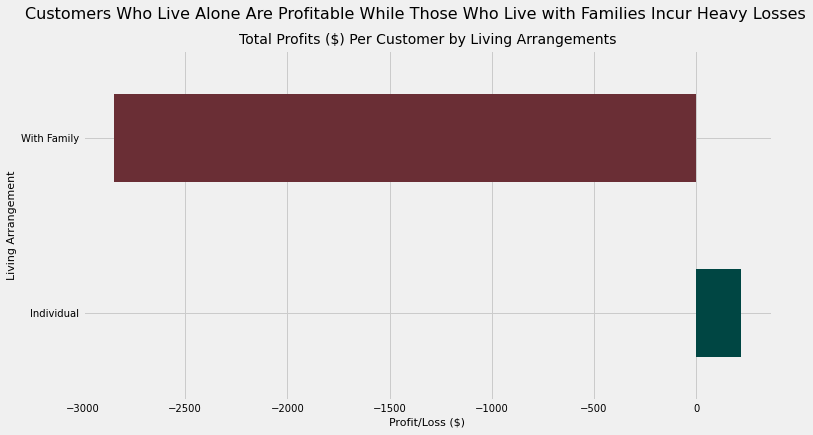 Customers Who Live Alone Are Profitable While Those Who Live with Families Incur Heavy Losses
Total Profits ($) Per Customer by Living Arrangements
With Family
Living Arrangement
Individual
−3000 −2500 −2000 −1500 −1000 −500 0
Profit/Loss ($)